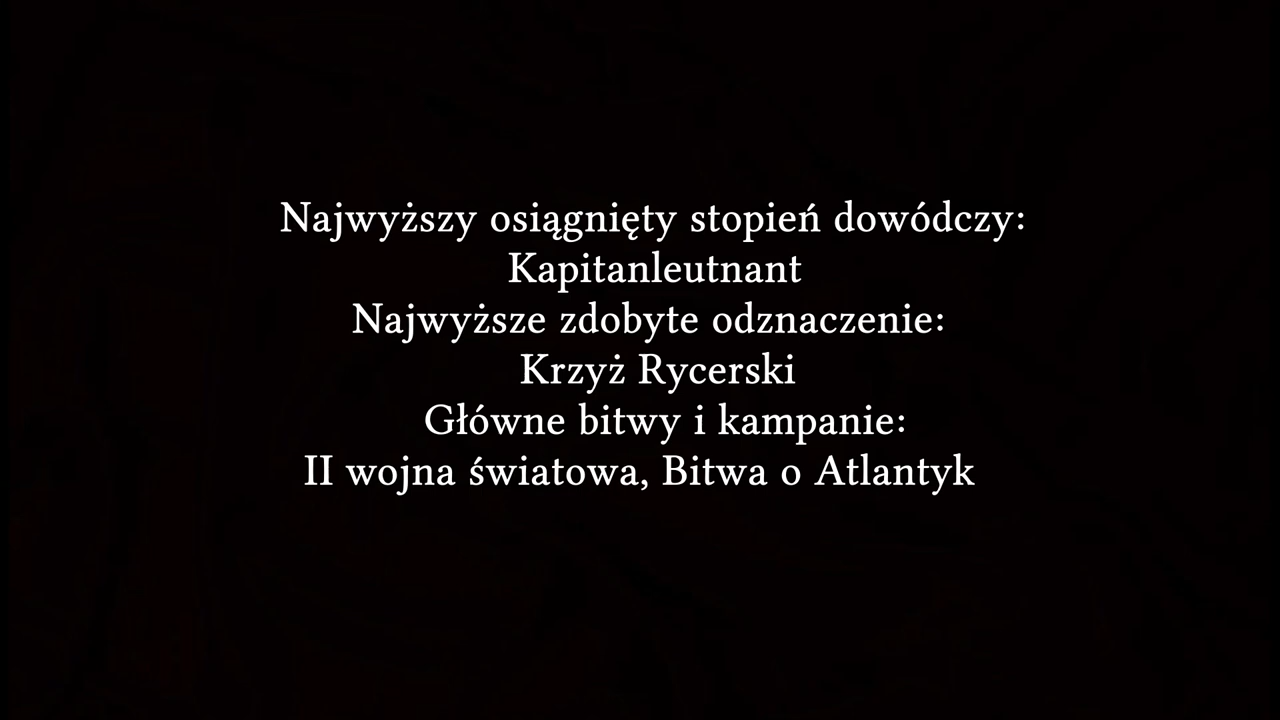 Najwyższy osiągnięty stopień dowódczy:
Kapitanleutnant
Najwyższe zdobyte odznaczenie:
Krzyż Rycerski
Główne bitwy i kampanie:
II wojna światowa, Bitwa o Atlantyk